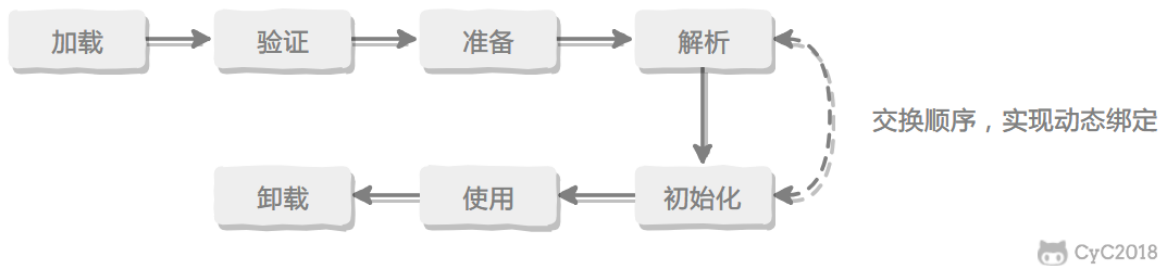 加载
验证
准备
解析
交换顺序，实现动态绑定
卸载
使用
初始化
CyC2018